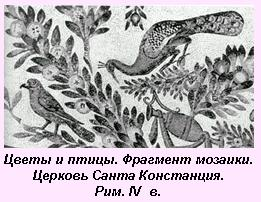 Цветы и птицы. Фрагмент мозаики.
Церковь Санта Констанция.
Рим. IV в.